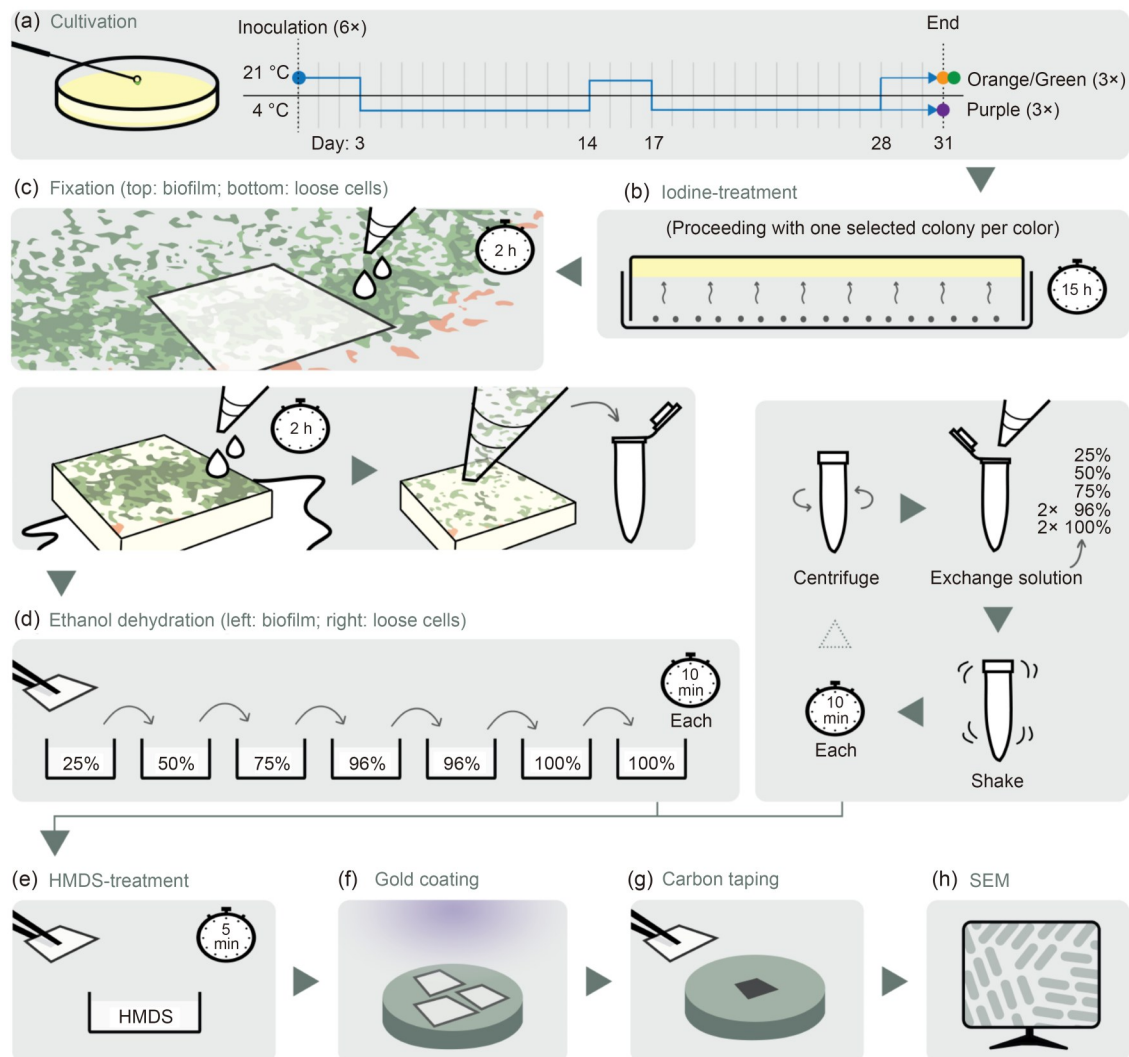 (a) Cultivation
Inoculation (6×)
End
21 °C
Orange/Green (3×)
4 °C
Purple (3×)
Day: 3
14
17
28
31
(c) Fixation (top: biofilm; bottom: loose cells)
2 h
(b) Iodine-treatment
(Proceeding with one selected colony per color)
15 h
2 h
25%
50%
75%
2× 96%
2× 100%
Centrifuge
Exchange solution
10
min
Each
Shake
(d) Ethanol dehydration (left: biofilm; right: loose cells)
10
min
Each
25%
50%
75%
96%
96%
100%
100%
(e) HMDS-treatment
5
min
HMDS
(f) Gold coating
(g) Carbon taping
(h) SEM